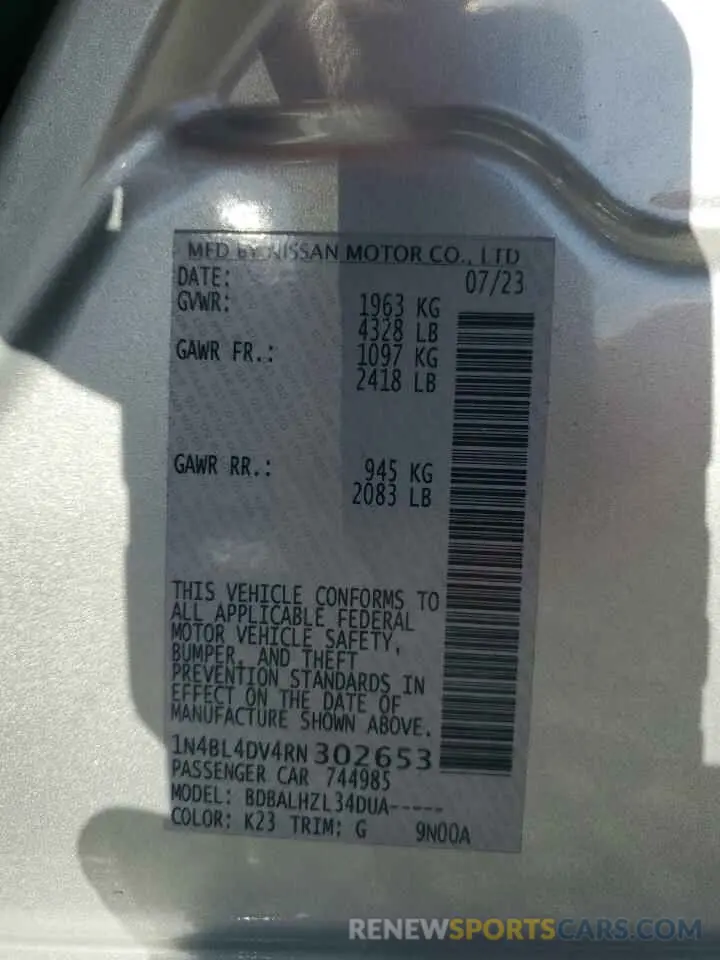 MFD BY NISSAN MOTOR CO., LTD
DATE: 07/23
GVWR: 1963 KG
4328 LB
GAWR FR.: 1097 KG
2418 LB
GAWR RR.: 945 KG
2083 LB
THIS VEHICLE CONFORMS TO
ALL APPLICABLE FEDERAL
MOTOR VEHICLE SAFETY,
BUMPER, AND THEFT
PREVENTION STANDARDS IN
EFFECT ON THE DATE OF
MANUFACTURE SHOWN ABOVE.
1N4BL4DV4RN302653
PASSENGER CAR 744985
MODEL: BDBALHZL34DUA-----
COLOR: K23 TRIM: G 9N00A
RENEWSPORTSCARS.COM